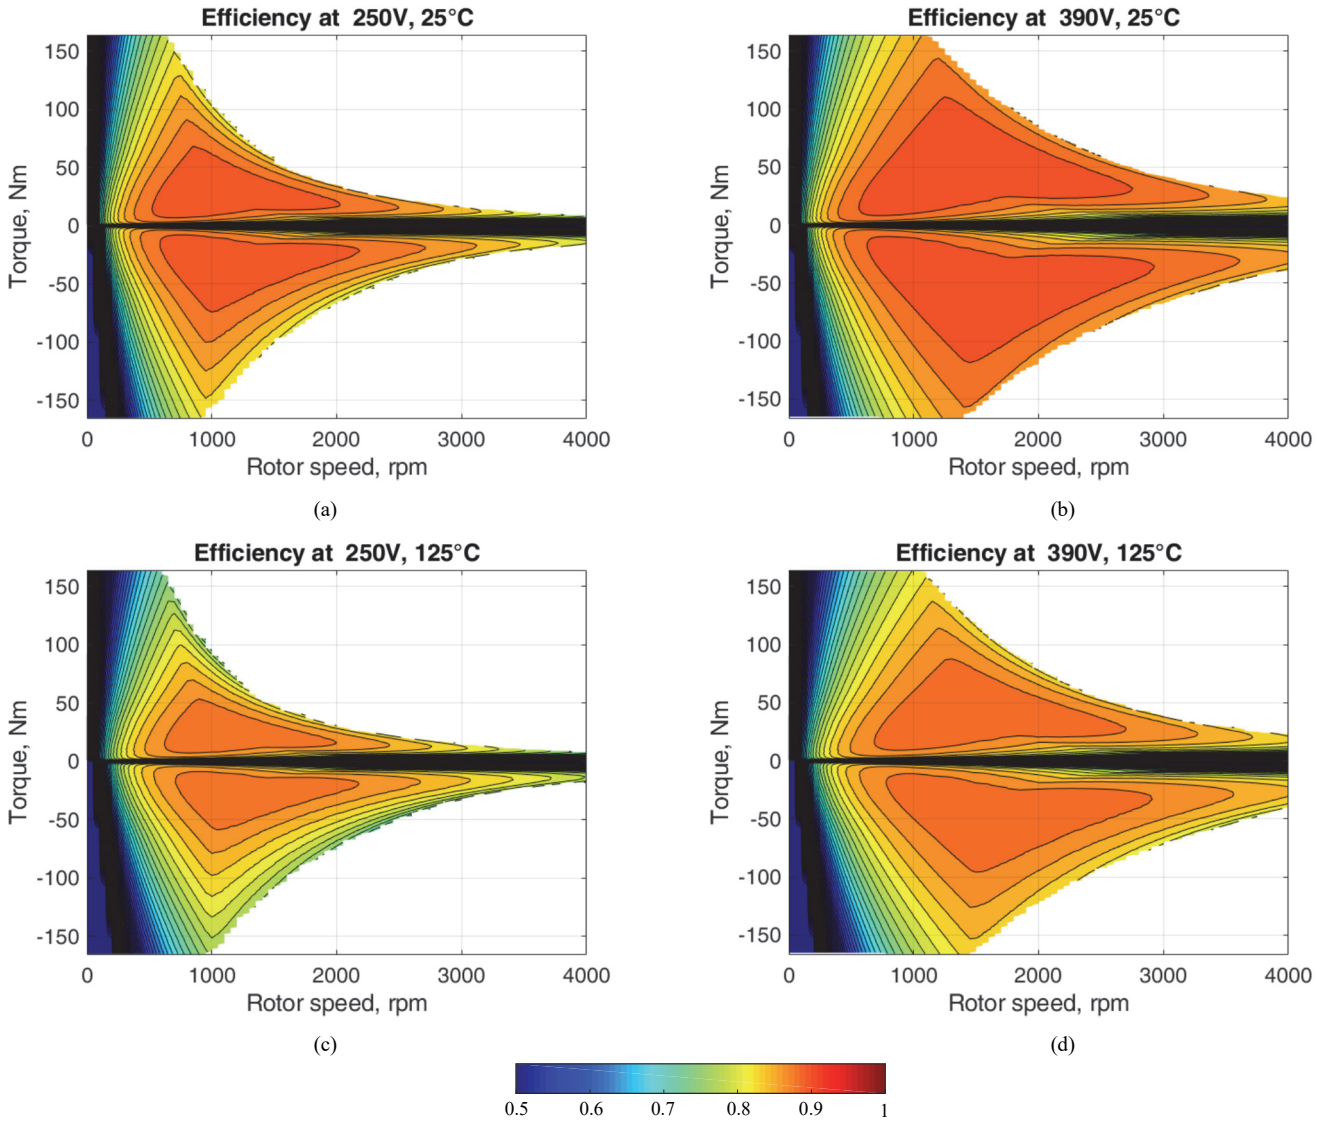 Efficiency at 250V, 25°C
150
100
50
0
-50
-100
-150
Torque, Nm
0 1000 2000 3000 4000
Rotor speed, rpm
(a)
Efficiency at 390V, 25°C
150
100
50
0
-50
-100
-150
Torque, Nm
0 1000 2000 3000 4000
Rotor speed, rpm
(b)
Efficiency at 250V, 125°C
150
100
50
0
-50
-100
-150
Torque, Nm
0 1000 2000 3000 4000
Rotor speed, rpm
(c)
Efficiency at 390V, 125°C
150
100
50
0
-50
-100
-150
Torque, Nm
0 1000 2000 3000 4000
Rotor speed, rpm
(d)
0.5 0.6 0.7 0.8 0.9 1